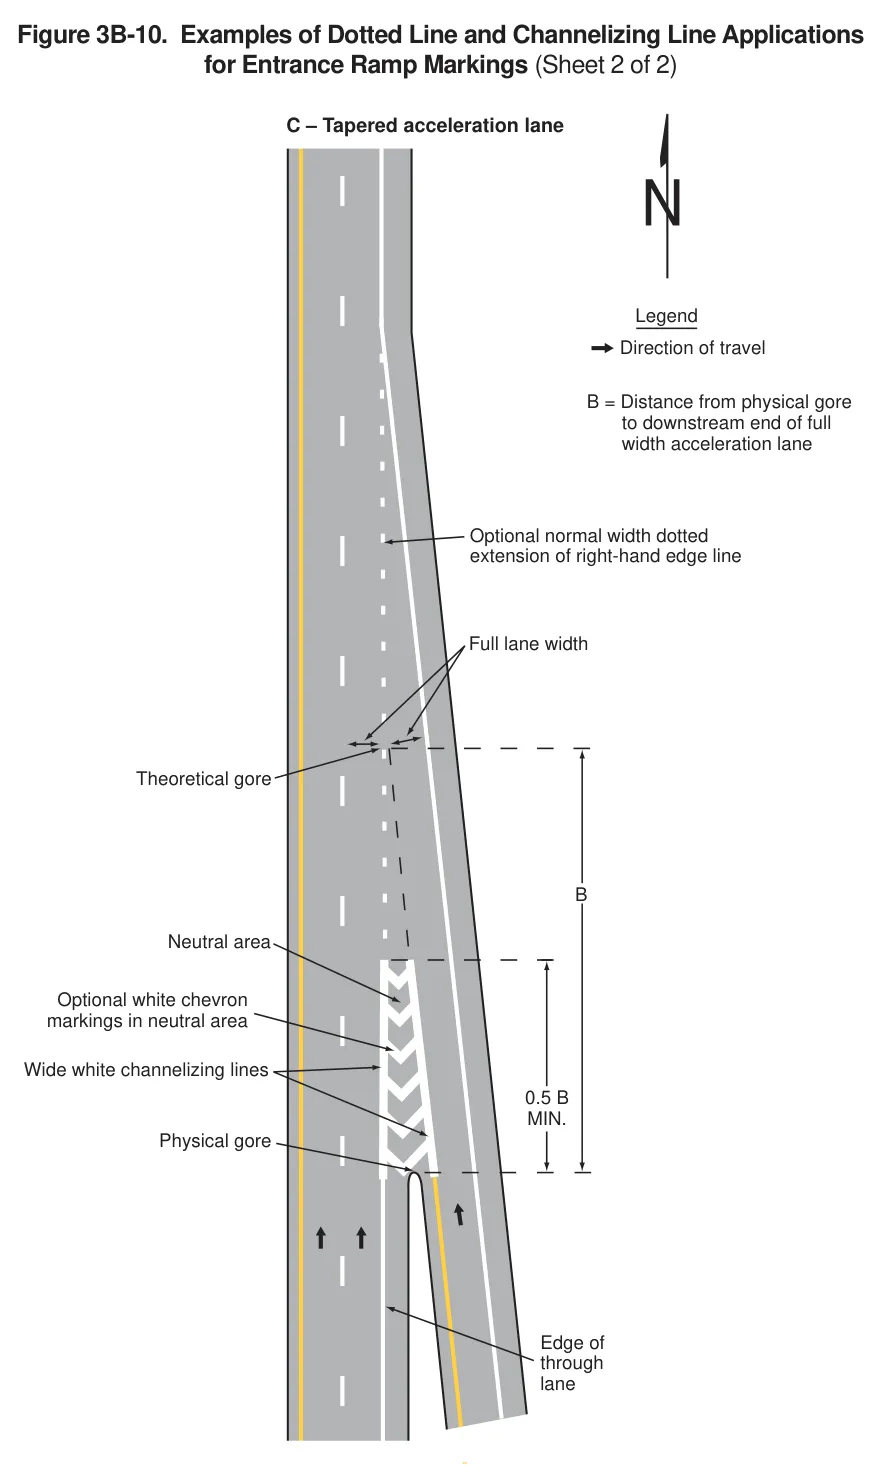 Figure 3B-10.  Examples of Dotted Line and Channelizing Line Applications
for Entrance Ramp Markings (Sheet 2 of 2)
C – Tapered acceleration lane
N
Legend
Direction of travel
B = Distance from physical gore
to downstream end of full
width acceleration lane
Optional normal width dotted
extension of right-hand edge line
Full lane width
Theoretical gore
B
Neutral area
Optional white chevron
markings in neutral area
Wide white channelizing lines
0.5 B
MIN.
Physical gore
Edge of
through
lane